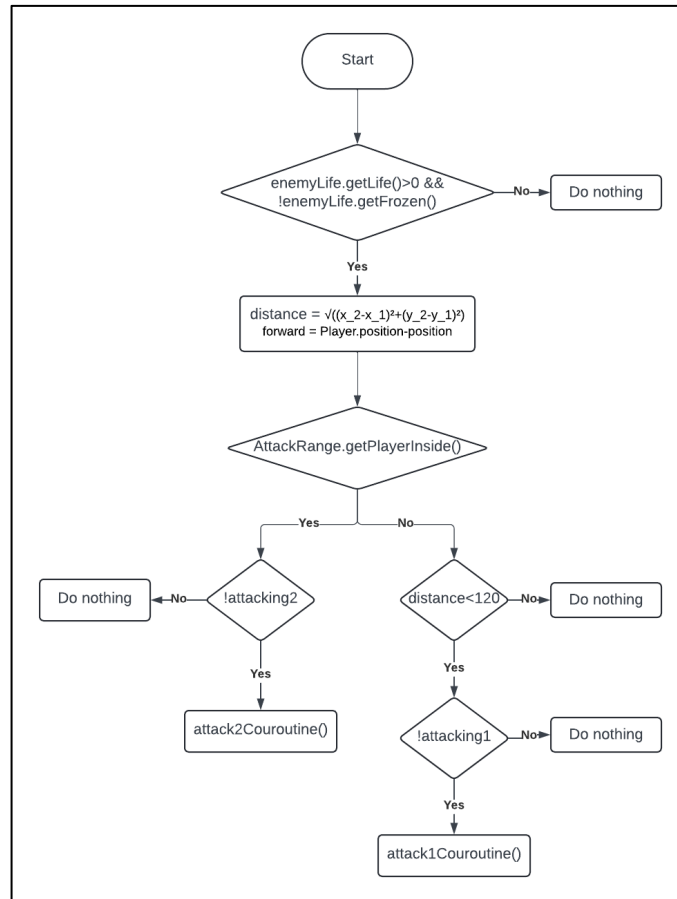 Start
enemyLife.getLife()>0 &&
!enemyLife.getFrozen()
No
Do nothing
Yes
distance = √((x_2-x_1)²+(y_2-y_1)²)
forward = Player.position-position
AttackRange.getPlayerInside()
Yes
No
Do nothing
No
!attacking2
distance<120
No
Do nothing
Yes
Yes
attack2Couroutine()
!attacking1
No
Do nothing
Yes
attack1Couroutine()